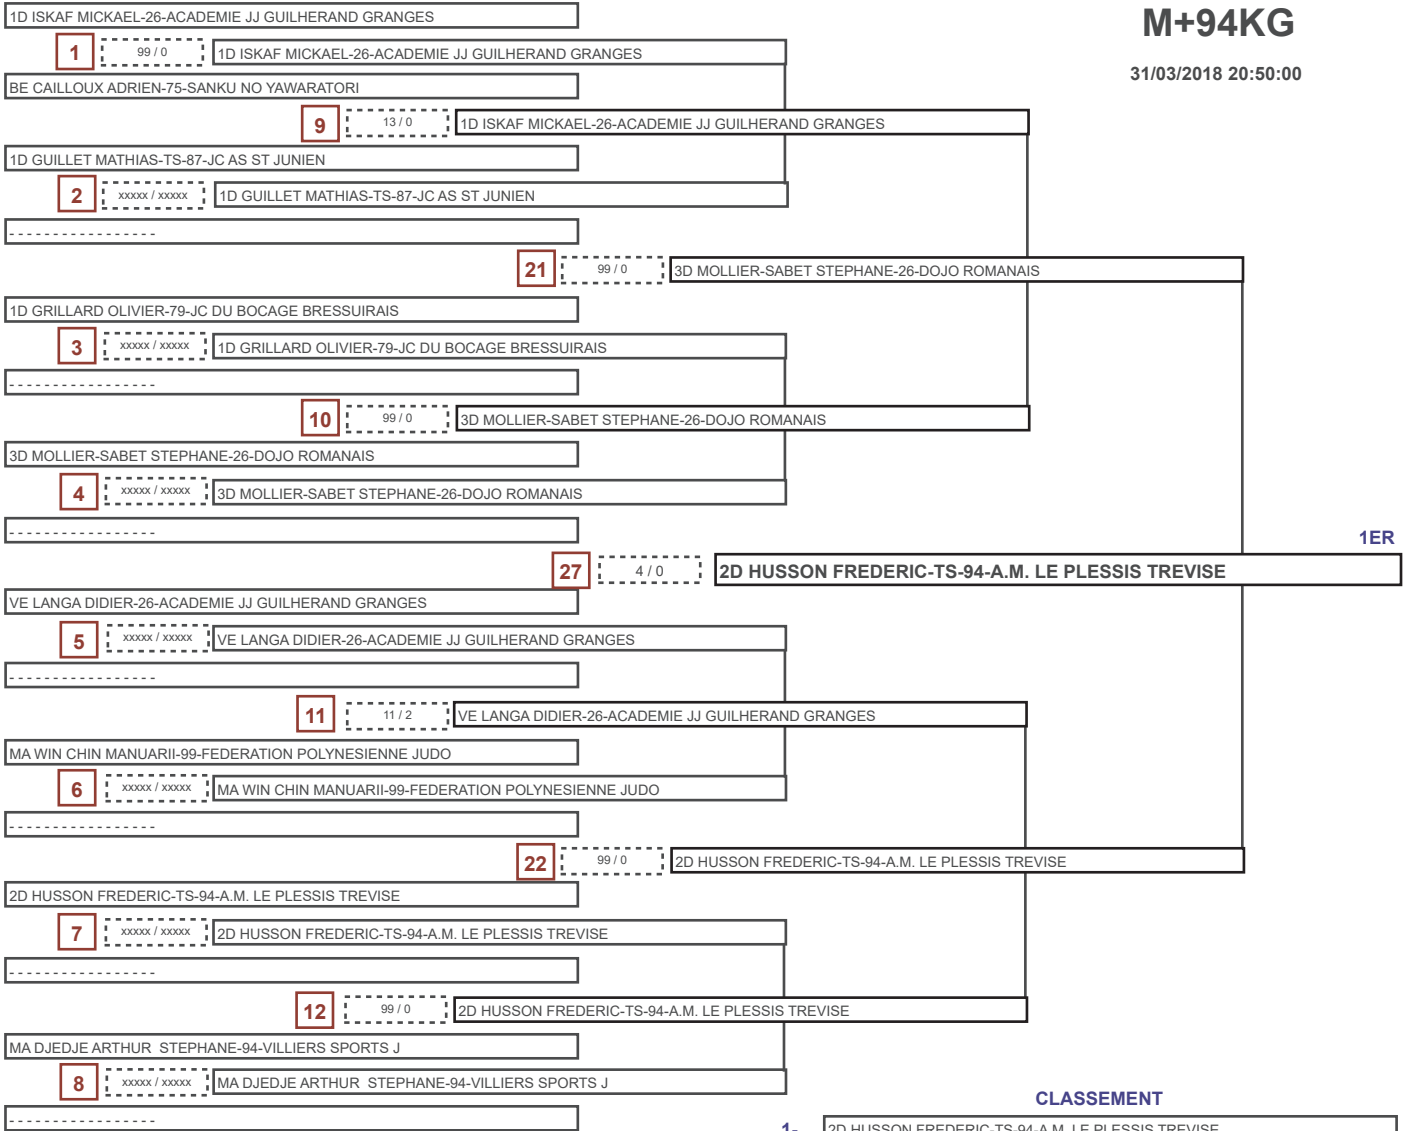 M+94KG
31/03/2018 20:50:00
1D ISKAF MICKAEL-26-ACADEMIE JJ GUILHERAND GRANGES
1 99 / 0 1D ISKAF MICKAEL-26-ACADEMIE JJ GUILHERAND GRANGES
BE CAILLOUX ADRIEN-75-SANKU NO YAWARATORI
9 13 / 0 1D ISKAF MICKAEL-26-ACADEMIE JJ GUILHERAND GRANGES
1D GUILLET MATHIAS-TS-87-JC AS ST JUNIEN
2 xxxxx / xxxxx 1D GUILLET MATHIAS-TS-87-JC AS ST JUNIEN
- - - - - - - - - - - - - - - - -
21 99 / 0 3D MOLLIER-SABET STEPHANE-26-DOJO ROMANAIS
1D GRILLARD OLIVIER-79-JC DU BOCAGE BRESSUIRAIS
3 xxxxx / xxxxx 1D GRILLARD OLIVIER-79-JC DU BOCAGE BRESSUIRAIS
- - - - - - - - - - - - - - - - -
10 99 / 0 3D MOLLIER-SABET STEPHANE-26-DOJO ROMANAIS
3D MOLLIER-SABET STEPHANE-26-DOJO ROMANAIS
4 xxxxx / xxxxx 3D MOLLIER-SABET STEPHANE-26-DOJO ROMANAIS
- - - - - - - - - - - - - - - - -
1ER
27 4 / 0 2D HUSSON FREDERIC-TS-94-A.M. LE PLESSIS TREVISE
VE LANGA DIDIER-26-ACADEMIE JJ GUILHERAND GRANGES
5 xxxxx / xxxxx VE LANGA DIDIER-26-ACADEMIE JJ GUILHERAND GRANGES
- - - - - - - - - - - - - - - - -
11 11 / 2 VE LANGA DIDIER-26-ACADEMIE JJ GUILHERAND GRANGES
MA WIN CHIN MANUARII-99-FEDERATION POLYNESIENNE JUDO
6 xxxxx / xxxxx MA WIN CHIN MANUARII-99-FEDERATION POLYNESIENNE JUDO
- - - - - - - - - - - - - - - - -
22 99 / 0 2D HUSSON FREDERIC-TS-94-A.M. LE PLESSIS TREVISE
2D HUSSON FREDERIC-TS-94-A.M. LE PLESSIS TREVISE
7 xxxxx / xxxxx 2D HUSSON FREDERIC-TS-94-A.M. LE PLESSIS TREVISE
- - - - - - - - - - - - - - - - -
12 99 / 0 2D HUSSON FREDERIC-TS-94-A.M. LE PLESSIS TREVISE
MA DJEDJE ARTHUR  STEPHANE-94-VILLIERS SPORTS J
8 xxxxx / xxxxx MA DJEDJE ARTHUR  STEPHANE-94-VILLIERS SPORTS J
- - - - - - - - - - - - - - - - -
CLASSEMENT
1- 2D HUSSON FREDERIC-TS-94-A.M. LE PLESSIS TREVISE